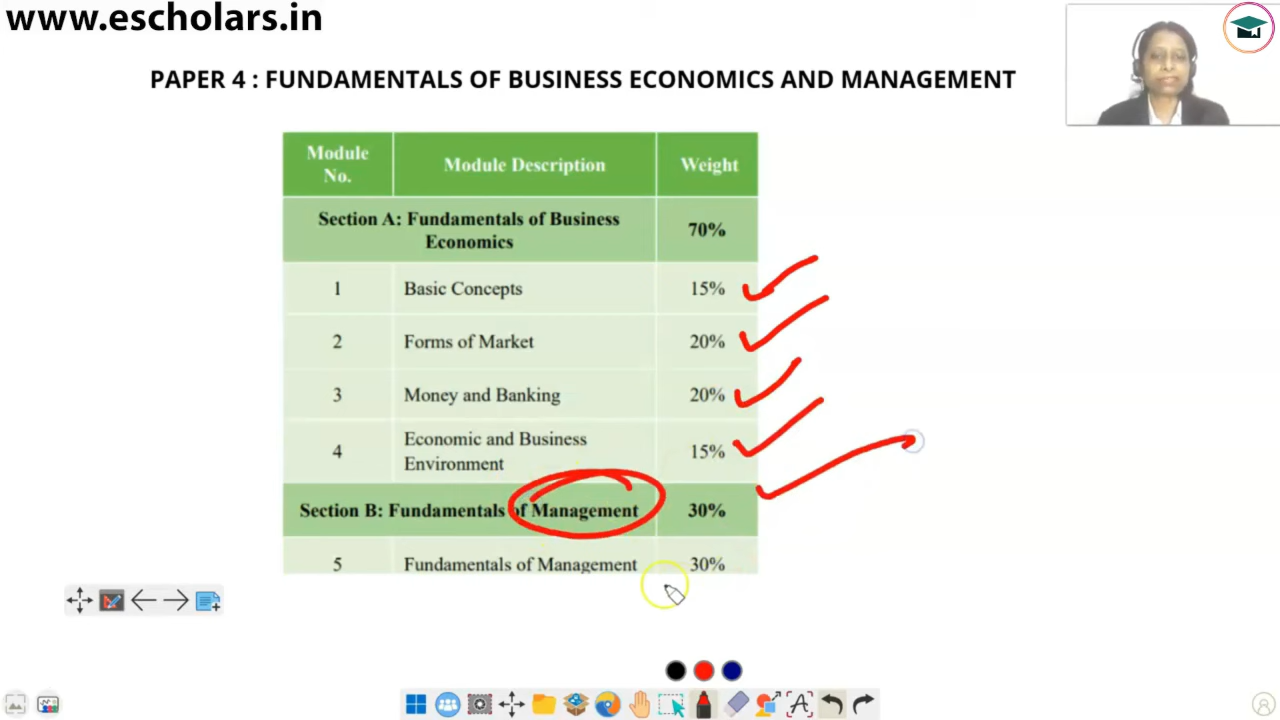 www.escholars.in
PAPER 4 : FUNDAMENTALS OF BUSINESS ECONOMICS AND MANAGEMENT
Module No. Module Description Weight
Section A: Fundamentals of Business Economics 70%
1 Basic Concepts 15%
2 Forms of Market 20%
3 Money and Banking 20%
4 Economic and Business Environment 15%
Section B: Fundamentals of Management 30%
5 Fundamentals of Management 30%